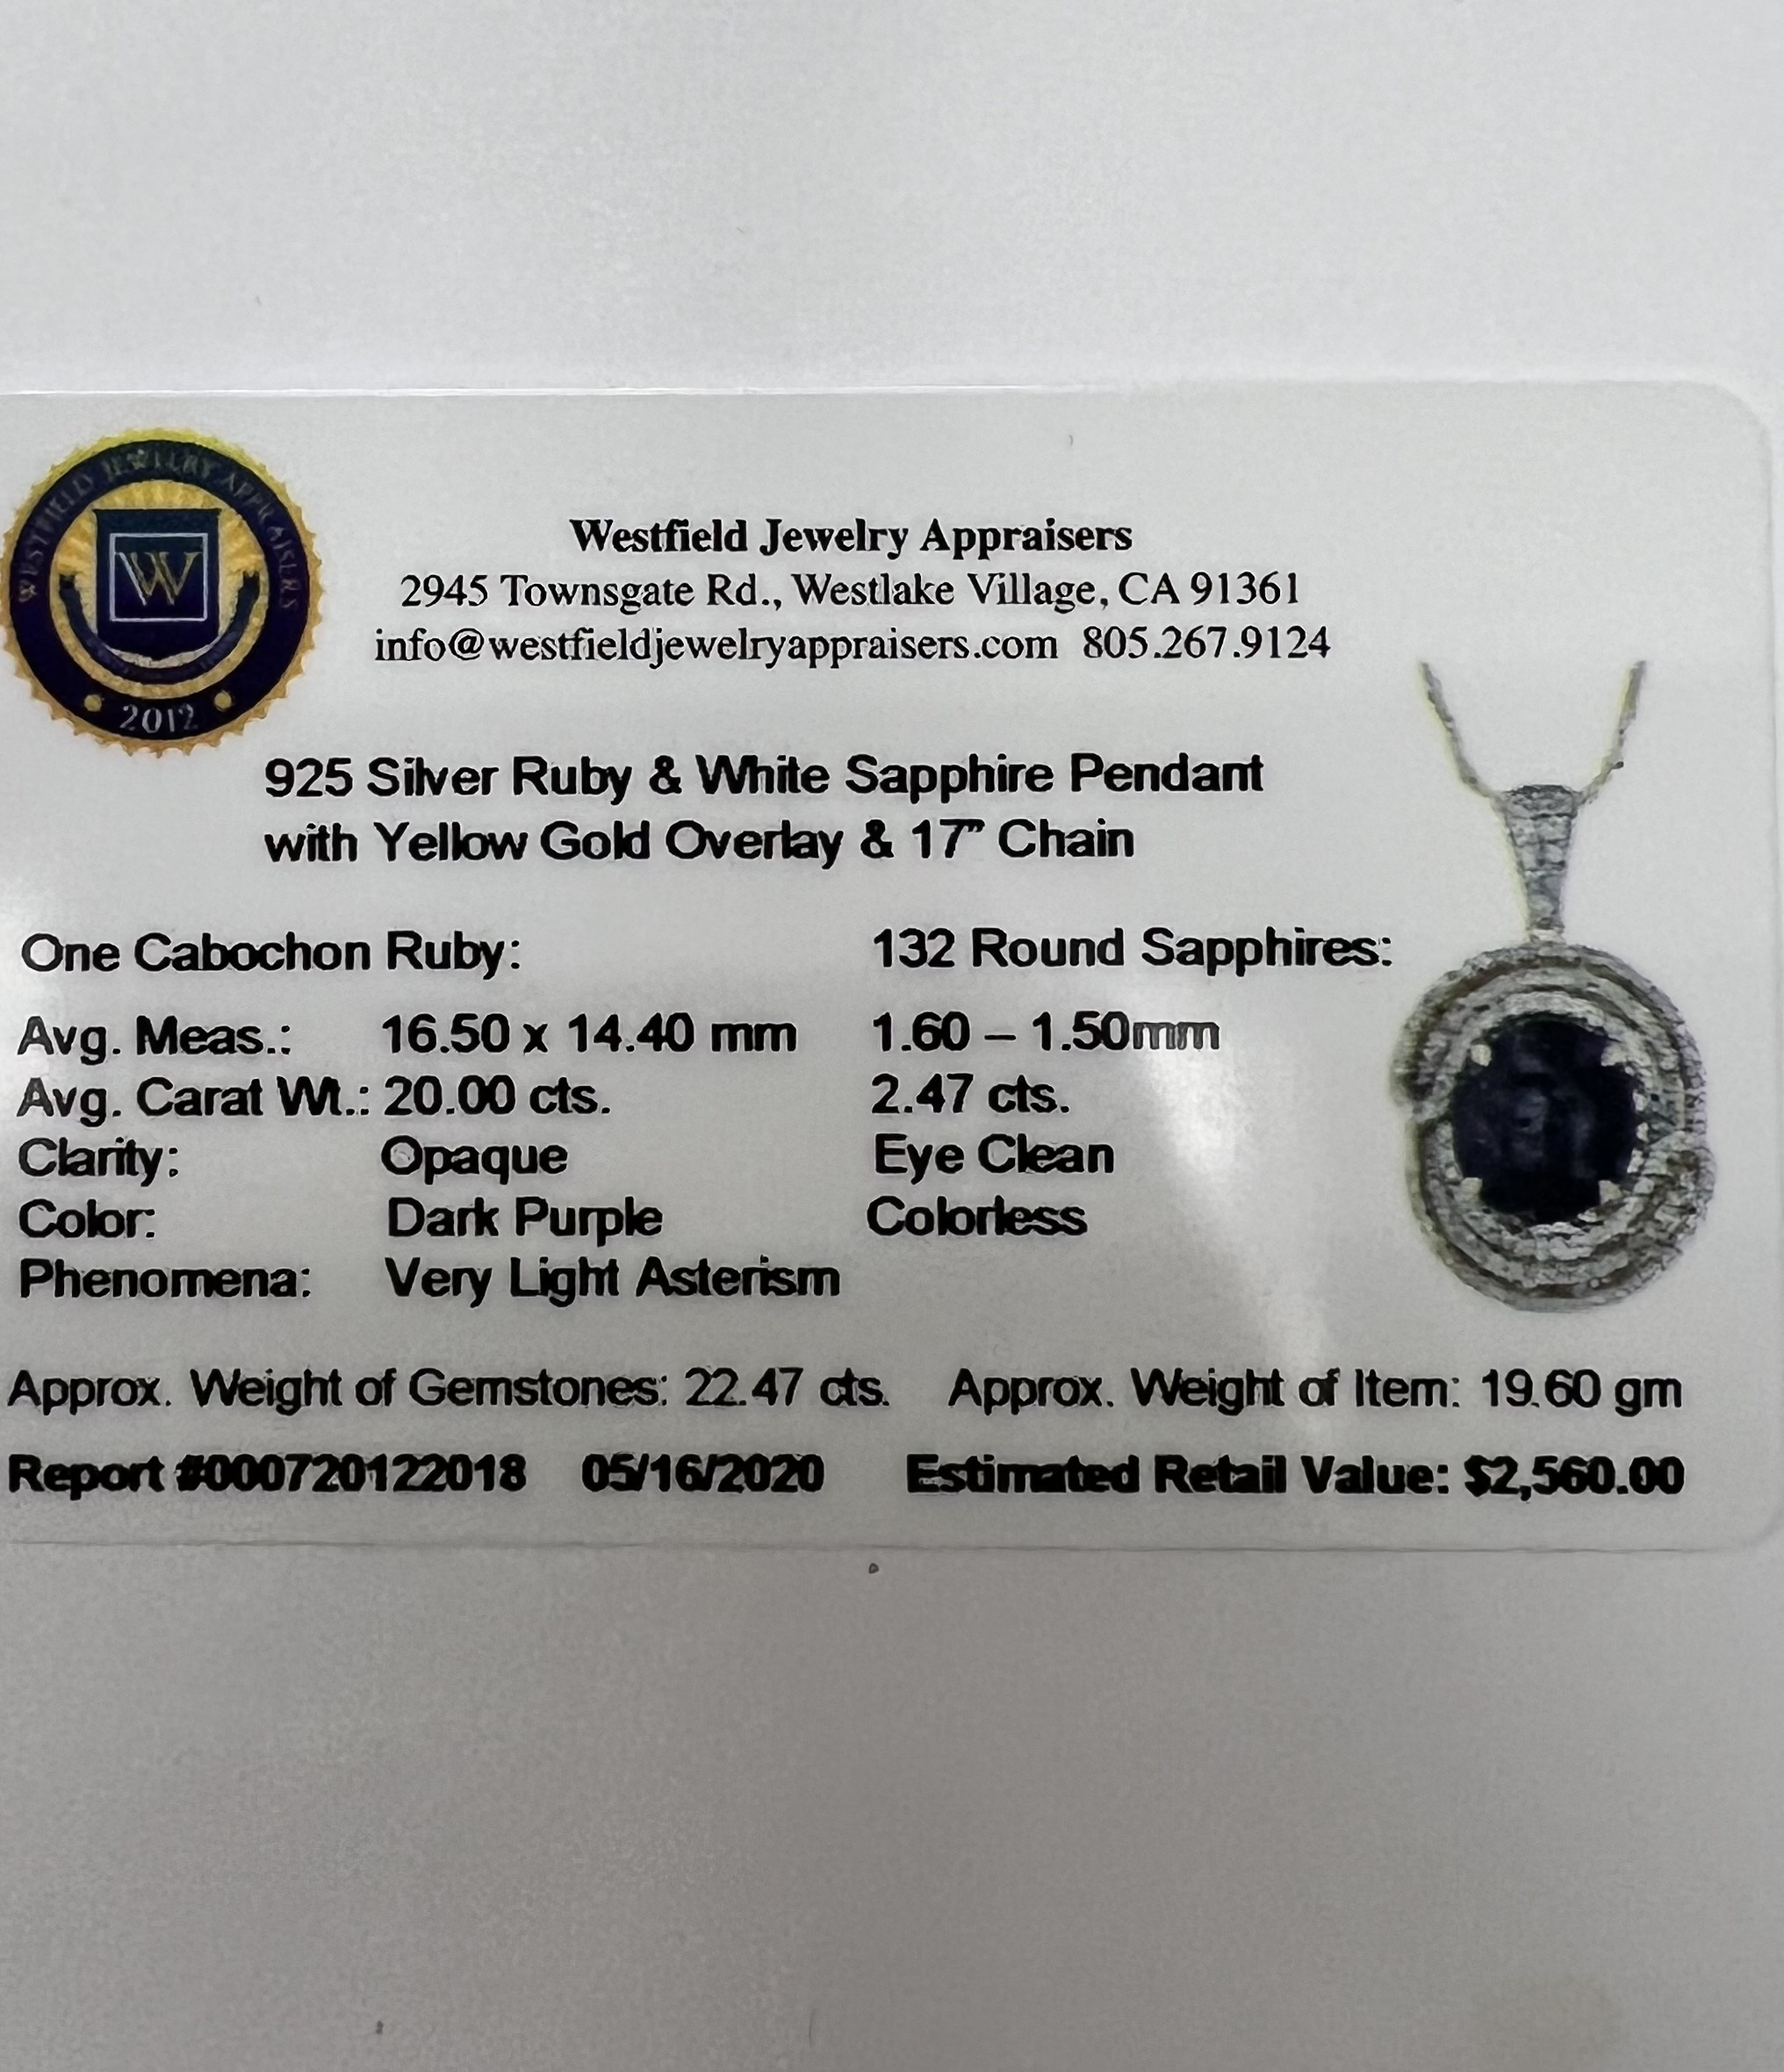 WESTFIELD JEWELRY APPRAISERS
W
2012
Westfield Jewelry Appraisers
2945 Townsgate Rd., Westlake Village, CA 91361
info@westfieldjewelryappraisers.com 805.267.9124
925 Silver Ruby & White Sapphire Pendant
with Yellow Gold Overlay & 17” Chain
One Cabochon Ruby: 132 Round Sapphires:
Avg. Meas.: 16.50 x 14.40 mm 1.60 – 1.50mm
Avg. Carat Wt.: 20.00 cts. 2.47 cts.
Clarity: Opaque Eye Clean
Color: Dark Purple Colorless
Phenomena: Very Light Asterism
Approx. Weight of Gemstones: 22.47 cts. Approx. Weight of Item: 19.60 gm
Report #000720122018 05/16/2020 Estimated Retail Value: $2,560.00